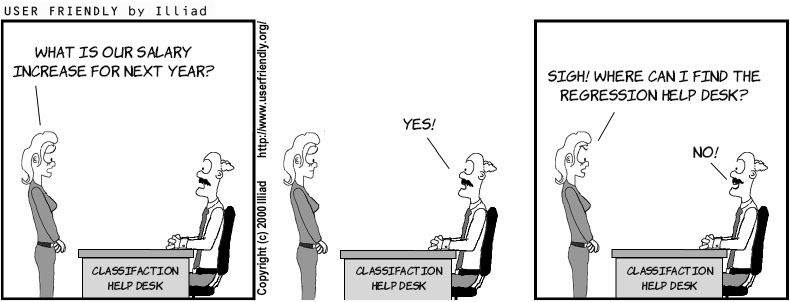 USER FRIENDLY by Illiad
WHAT IS OUR SALARY
INCREASE FOR NEXT YEAR?
CLASSIFACTION
HELP DESK
Copyright (c) 2000 Illiad http://www.userfriendly.org/
YES!
CLASSIFACTION
HELP DESK
SIGH! WHERE CAN I FIND THE
REGRESSION HELP DESK?
NO!
CLASSIFACTION
HELP DESK